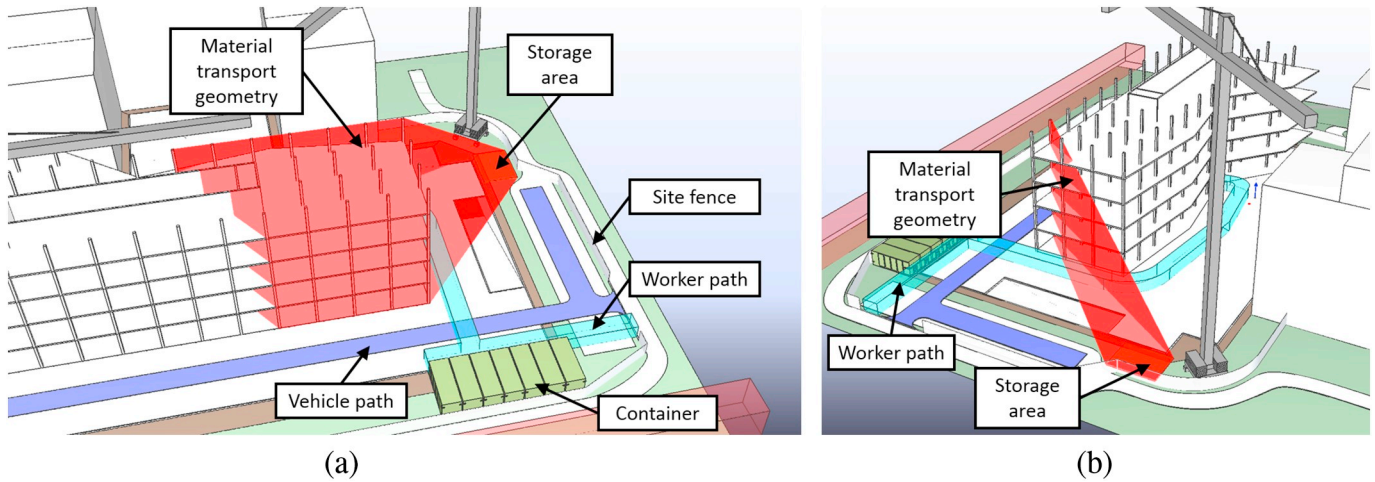 Material
transport
geometry
Storage
area
Site fence
Worker path
Vehicle path
Container
(a)
Material
transport
geometry
Worker path
Storage
area
(b)